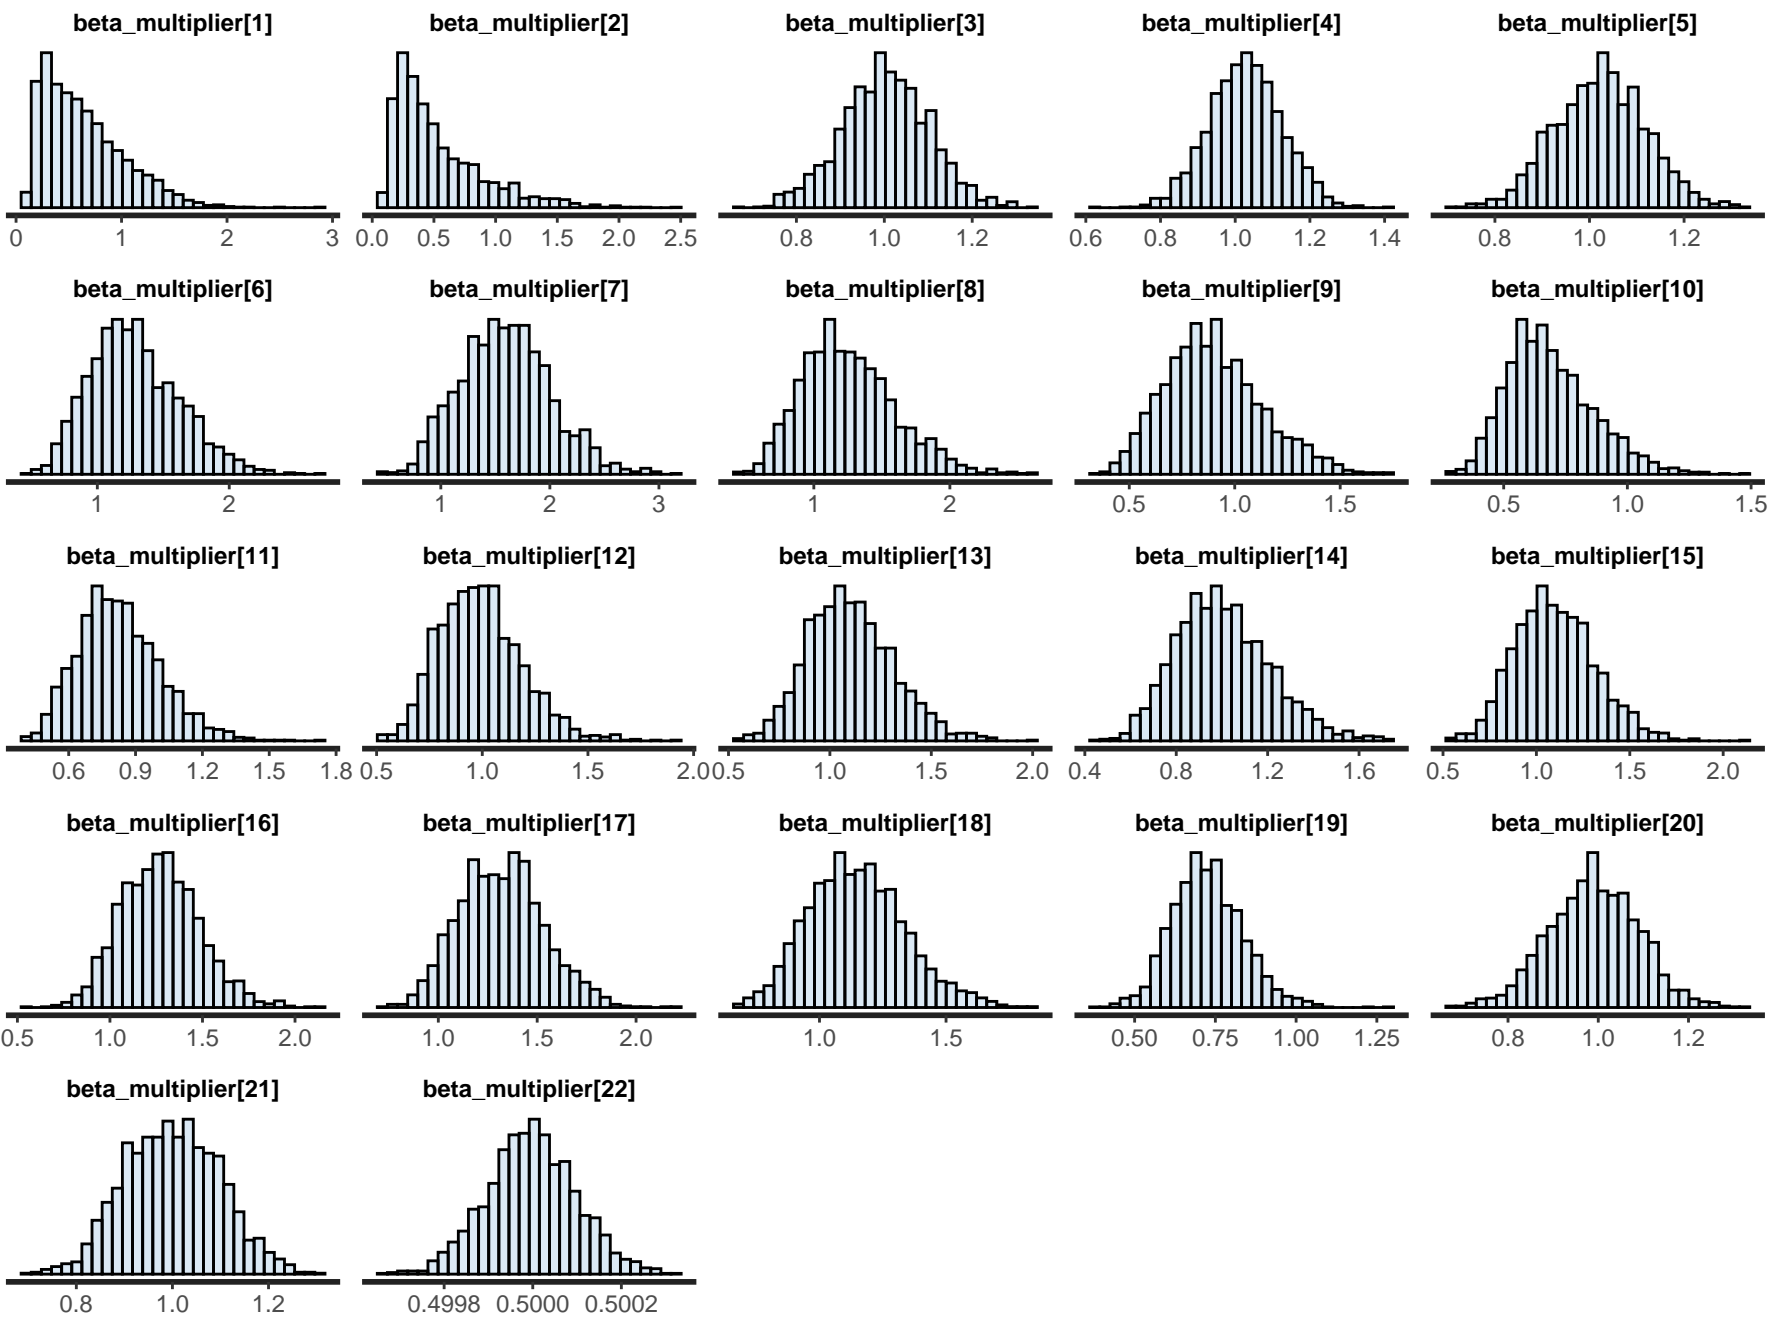 beta_multiplier[1] beta_multiplier[2] beta_multiplier[3] beta_multiplier[4] beta_multiplier[5]
0 1 2 3 0.0 0.5 1.0 1.5 2.0 2.5 0.8 1.0 1.2 0.6 0.8 1.0 1.2 1.4 0.8 1.0 1.2
beta_multiplier[6] beta_multiplier[7] beta_multiplier[8] beta_multiplier[9] beta_multiplier[10]
1 2 1 2 3 1 2 0.5 1.0 1.5 0.5 1.0 1.5
beta_multiplier[11] beta_multiplier[12] beta_multiplier[13] beta_multiplier[14] beta_multiplier[15]
0.6 0.9 1.2 1.5 1.8 0.5 1.0 1.5 2.0 0.5 1.0 1.5 2.0 0.4 0.8 1.2 1.6 0.5 1.0 1.5 2.0
beta_multiplier[16] beta_multiplier[17] beta_multiplier[18] beta_multiplier[19] beta_multiplier[20]
0.5 1.0 1.5 2.0 1.0 1.5 2.0 1.0 1.5 0.50 0.75 1.00 1.25 0.8 1.0 1.2
beta_multiplier[21] beta_multiplier[22]
0.8 1.0 1.2 0.4998 0.5000 0.5002